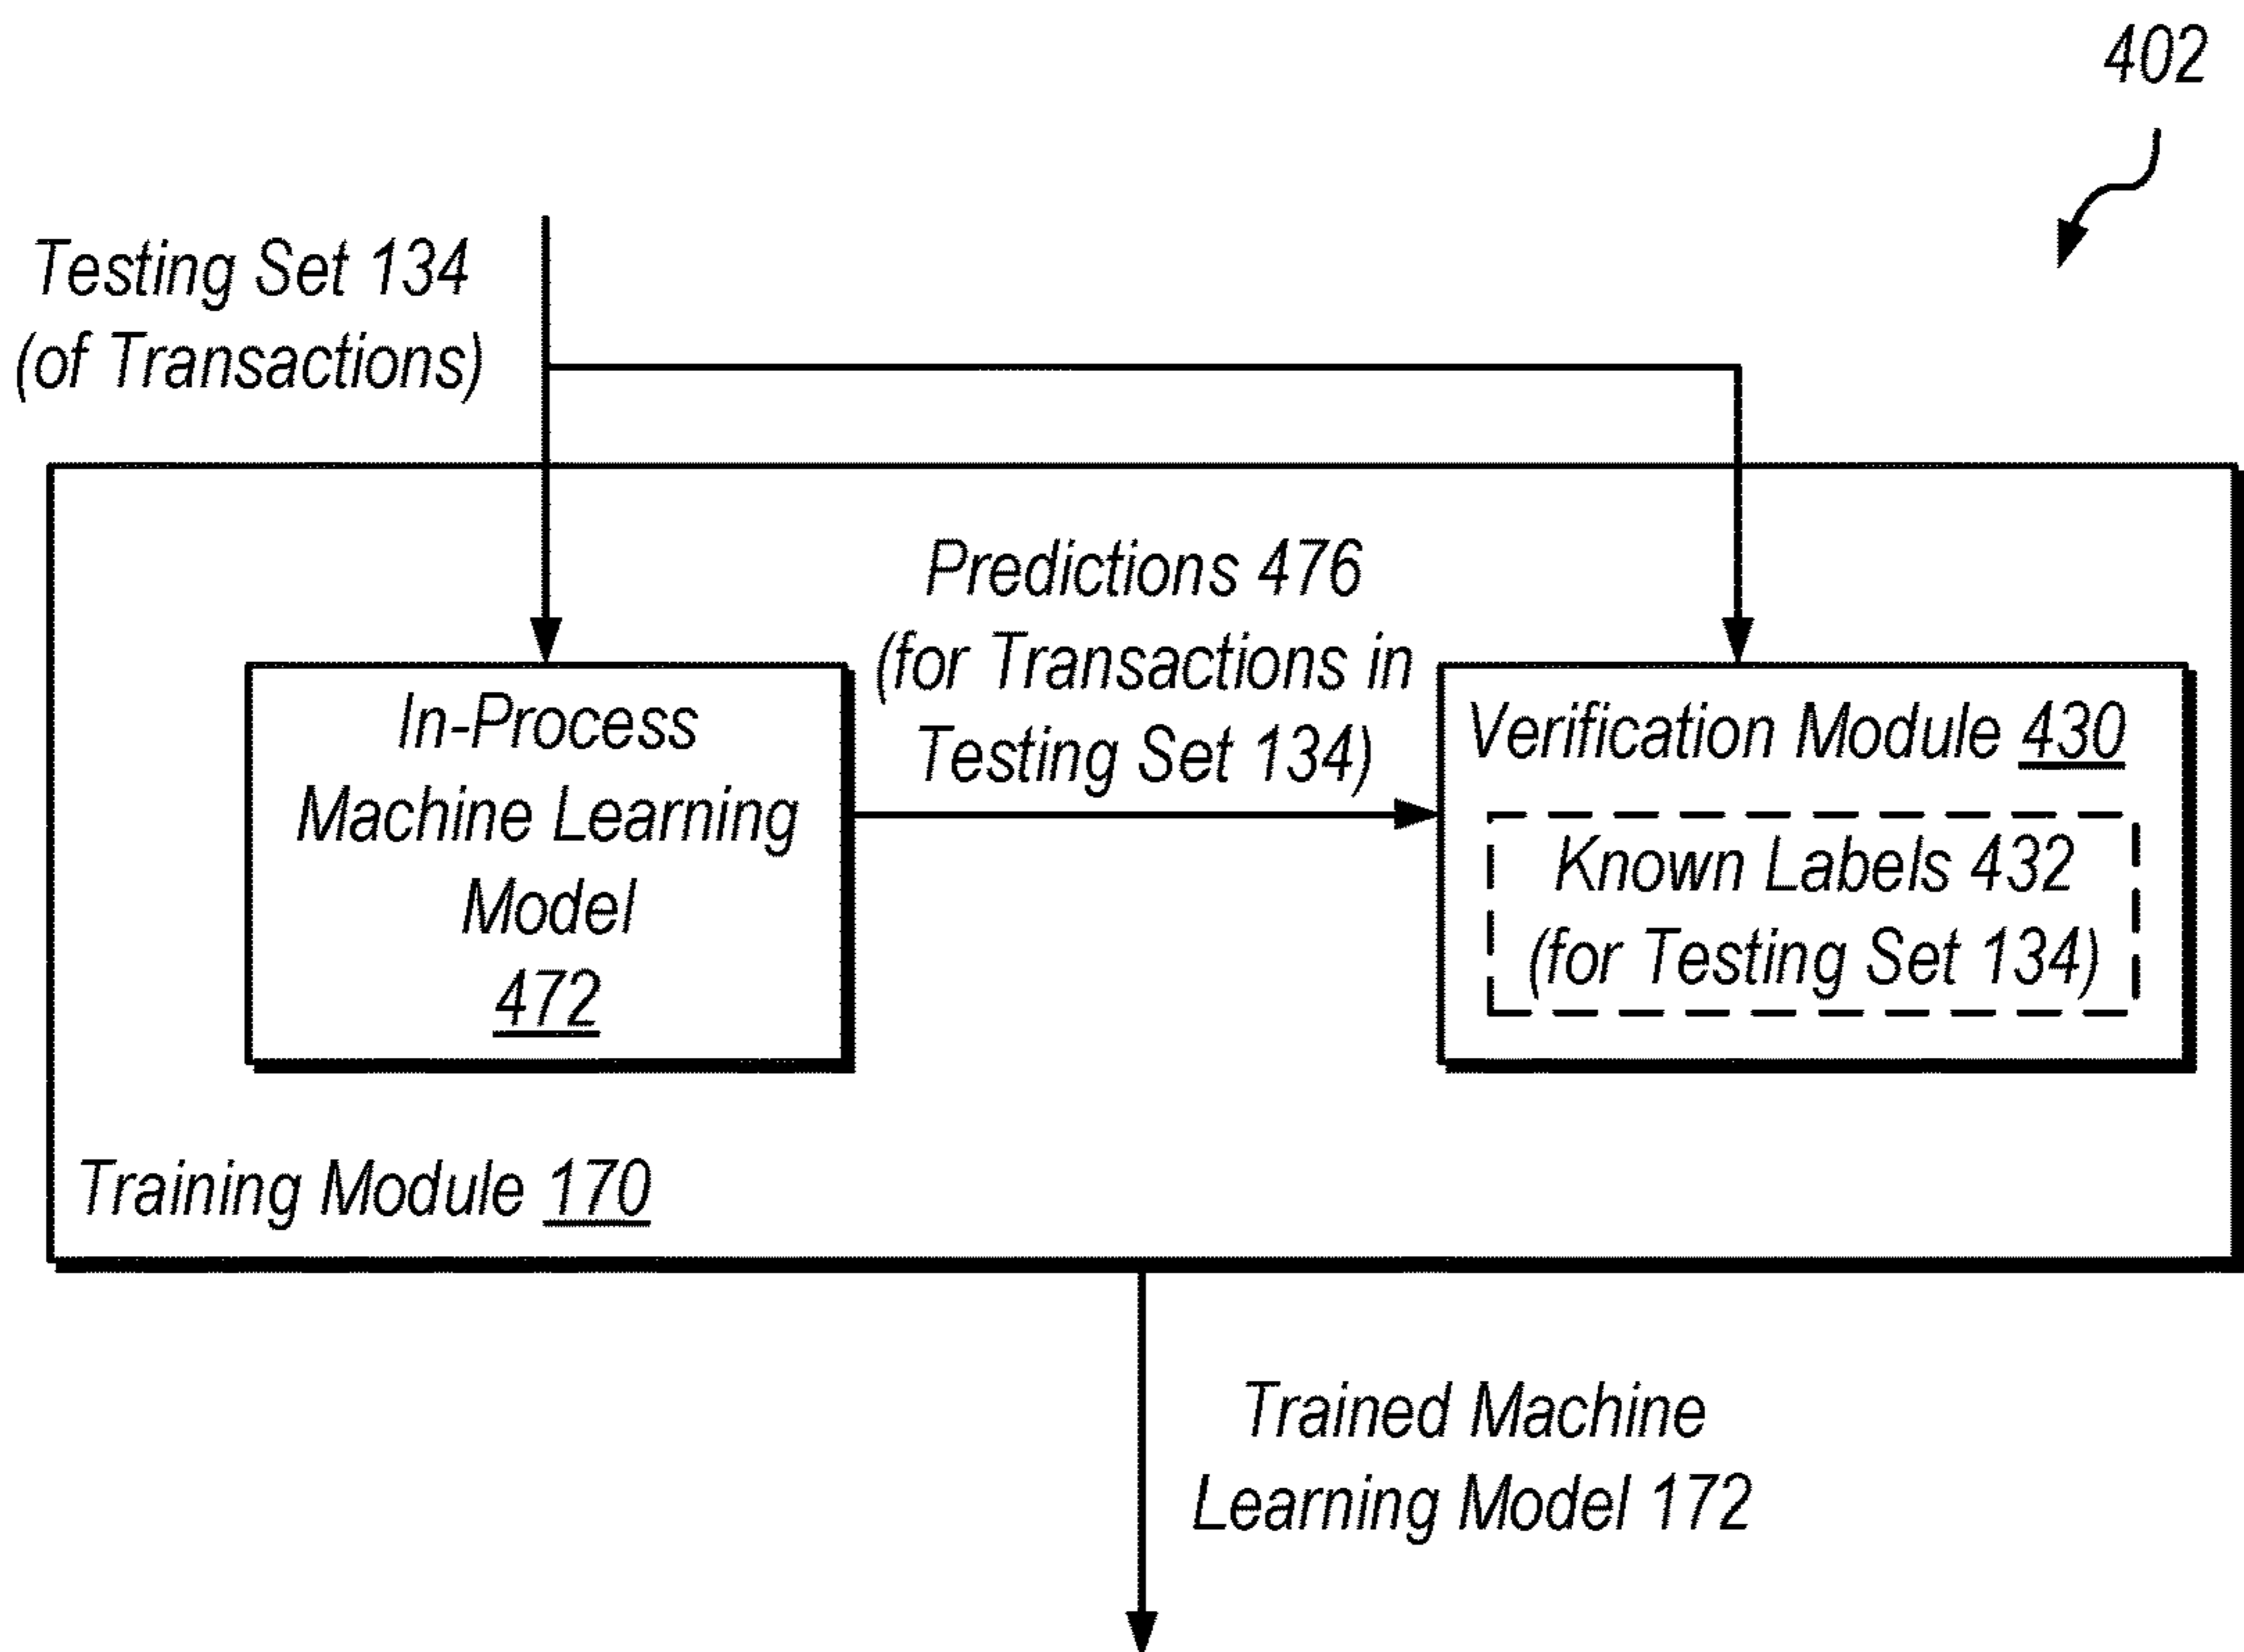 402
Testing Set 134
(of Transactions)
Predictions 476
(for Transactions in
Testing Set 134)
In-Process
Machine Learning
Model
472
Verification Module 430
Known Labels 432
(for Testing Set 134)
Training Module 170
Trained Machine
Learning Model 172